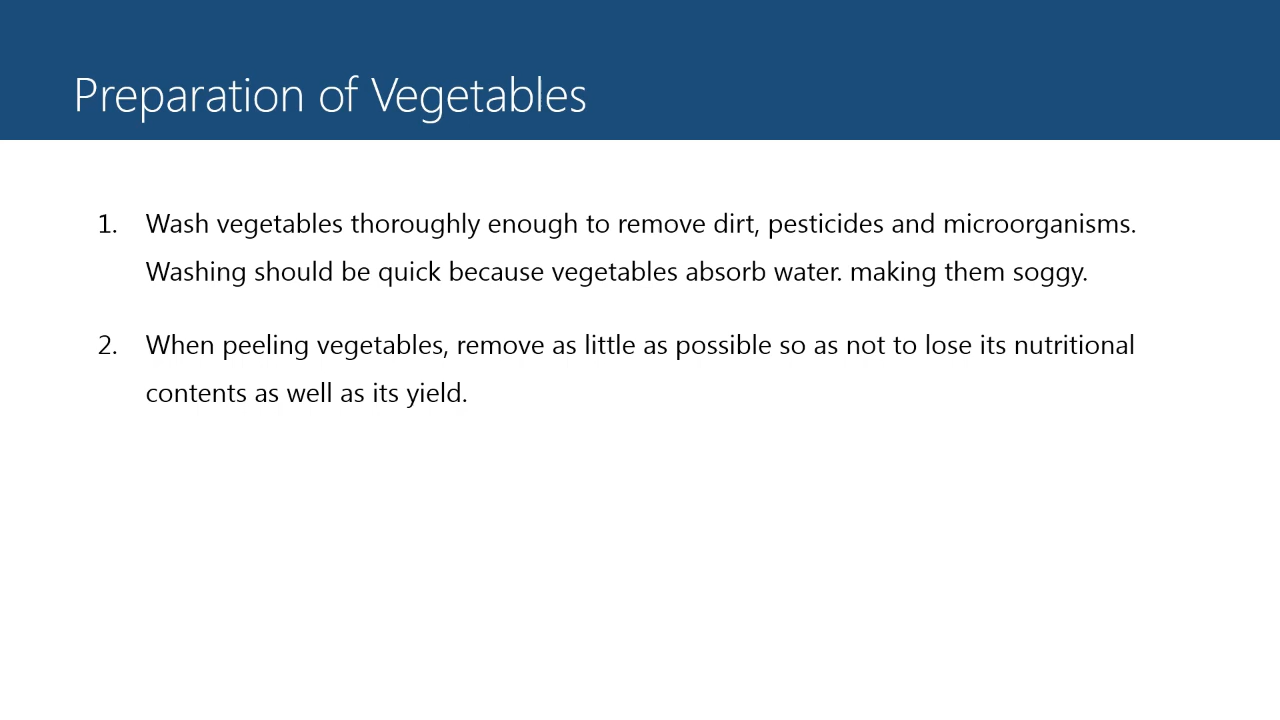 Preparation of Vegetables
1. Wash vegetables thoroughly enough to remove dirt, pesticides and microorganisms.
Washing should be quick because vegetables absorb water. making them soggy.
2. When peeling vegetables, remove as little as possible so as not to lose its nutritional
contents as well as its yield.